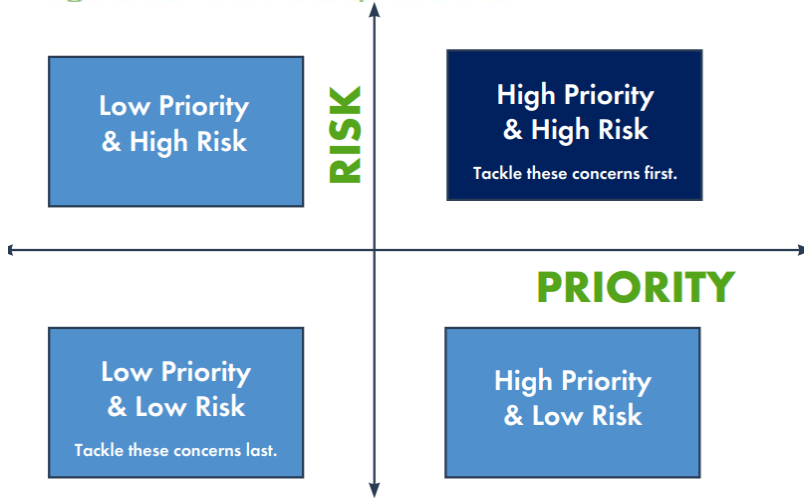 Low Priority
& High Risk
RISK
High Priority
& High Risk
Tackle these concerns first.
PRIORITY
Low Priority
& Low Risk
Tackle these concerns last.
High Priority
& Low Risk